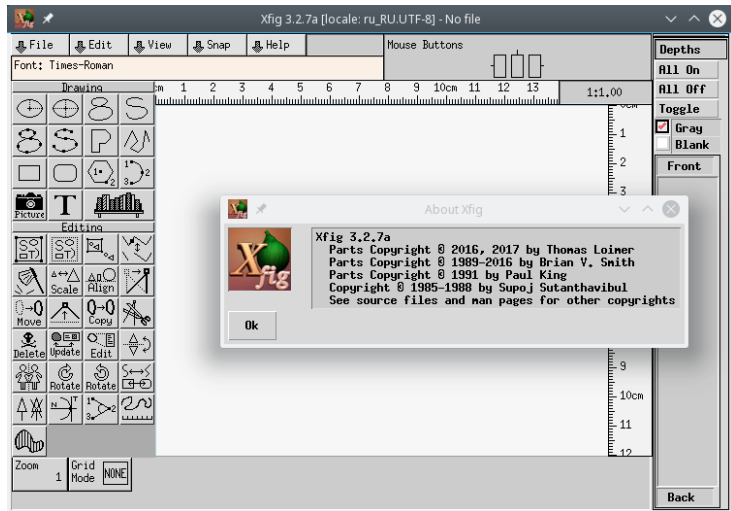 Xfig 3.2.7a [locale: ru_RU.UTF-8] - No file
File Edit View Snap Help
Mouse Buttons
Font: Times-Roman
Drawing
cm 1 2 3 4 5 6 7 8 9 10cm 11 12 13
1:1.00
1
2
3
9
10cm
11
12
Picture
T
Editing
Scale
Align
Move
Copy
Delete
Update
Edit
Rotate
Rotate
Zoom
1
Grid
Mode
NONE
Depths
All On
All Off
Toggle
Gray
Blank
Front
Back
About Xfig
Xfig
Xfig 3.2.7a
Parts Copyright © 2016, 2017 by Thomas Loimer
Parts Copyright © 1989-2016 by Brian V. Smith
Parts Copyright © 1991 by Paul King
Copyright © 1985-1988 by Supoj Sutanthavibul
See source files and man pages for other copyrights
Ok